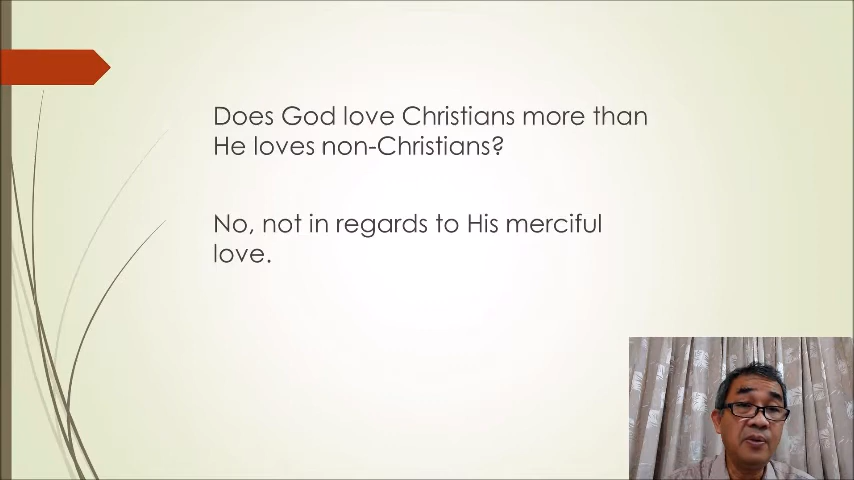 Does God love Christians more than
He loves non-Christians?
No, not in regards to His merciful
love.